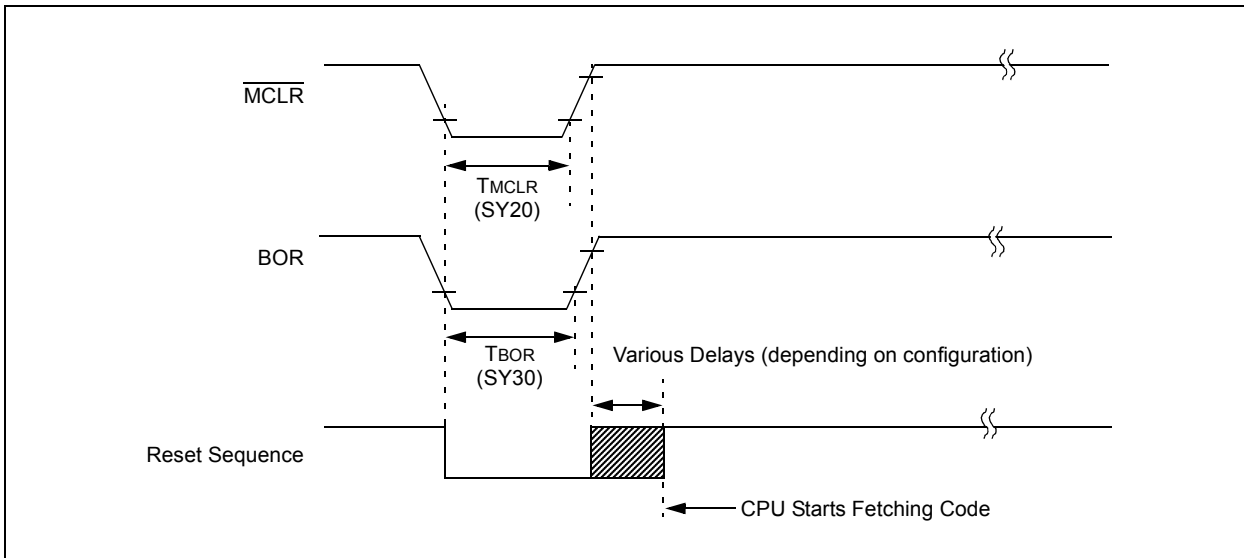 MCLR
TMCLR
(SY20)
BOR
TBOR
(SY30)
Various Delays (depending on configuration)
Reset Sequence
CPU Starts Fetching Code